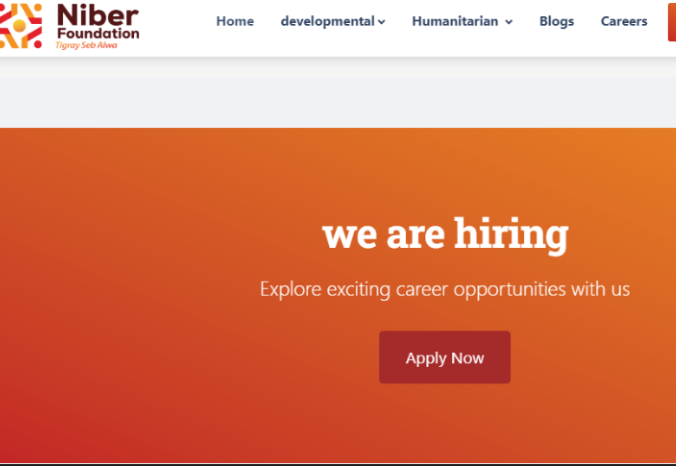 Niber
Foundation
Tigray Seb Alwa
Home developmental Humanitarian Blogs Careers
we are hiring
Explore exciting career opportunities with us
Apply Now